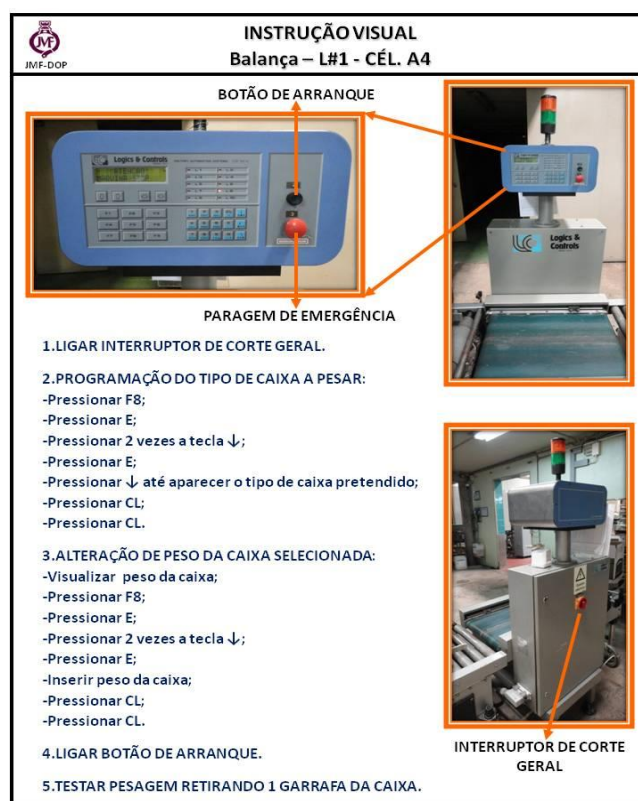 JMF-DOP
INSTRUÇÃO VISUAL
Balança – L#1 - CÉL. A4
BOTÃO DE ARRANQUE
Logics & Controls
Logics &
Controls
PARAGEM DE EMERGÊNCIA
1.LIGAR INTERRUPTOR DE CORTE GERAL.
2.PROGRAMAÇÃO DO TIPO DE CAIXA A PESAR:
-Pressionar F8;
-Pressionar E;
-Pressionar 2 vezes a tecla ↓;
-Pressionar E;
-Pressionar ↓ até aparecer o tipo de caixa pretendido;
-Pressionar CL;
-Pressionar CL.
3.ALTERAÇÃO DE PESO DA CAIXA SELECIONADA:
-Visualizar peso da caixa;
-Pressionar F8;
-Pressionar E;
-Pressionar 2 vezes a tecla ↓;
-Pressionar E;
-Inserir peso da caixa;
-Pressionar CL;
-Pressionar CL.
4.LIGAR BOTÃO DE ARRANQUE.
5.TESTAR PESAGEM RETIRANDO 1 GARRAFA DA CAIXA.
INTERRUPTOR DE CORTE
GERAL